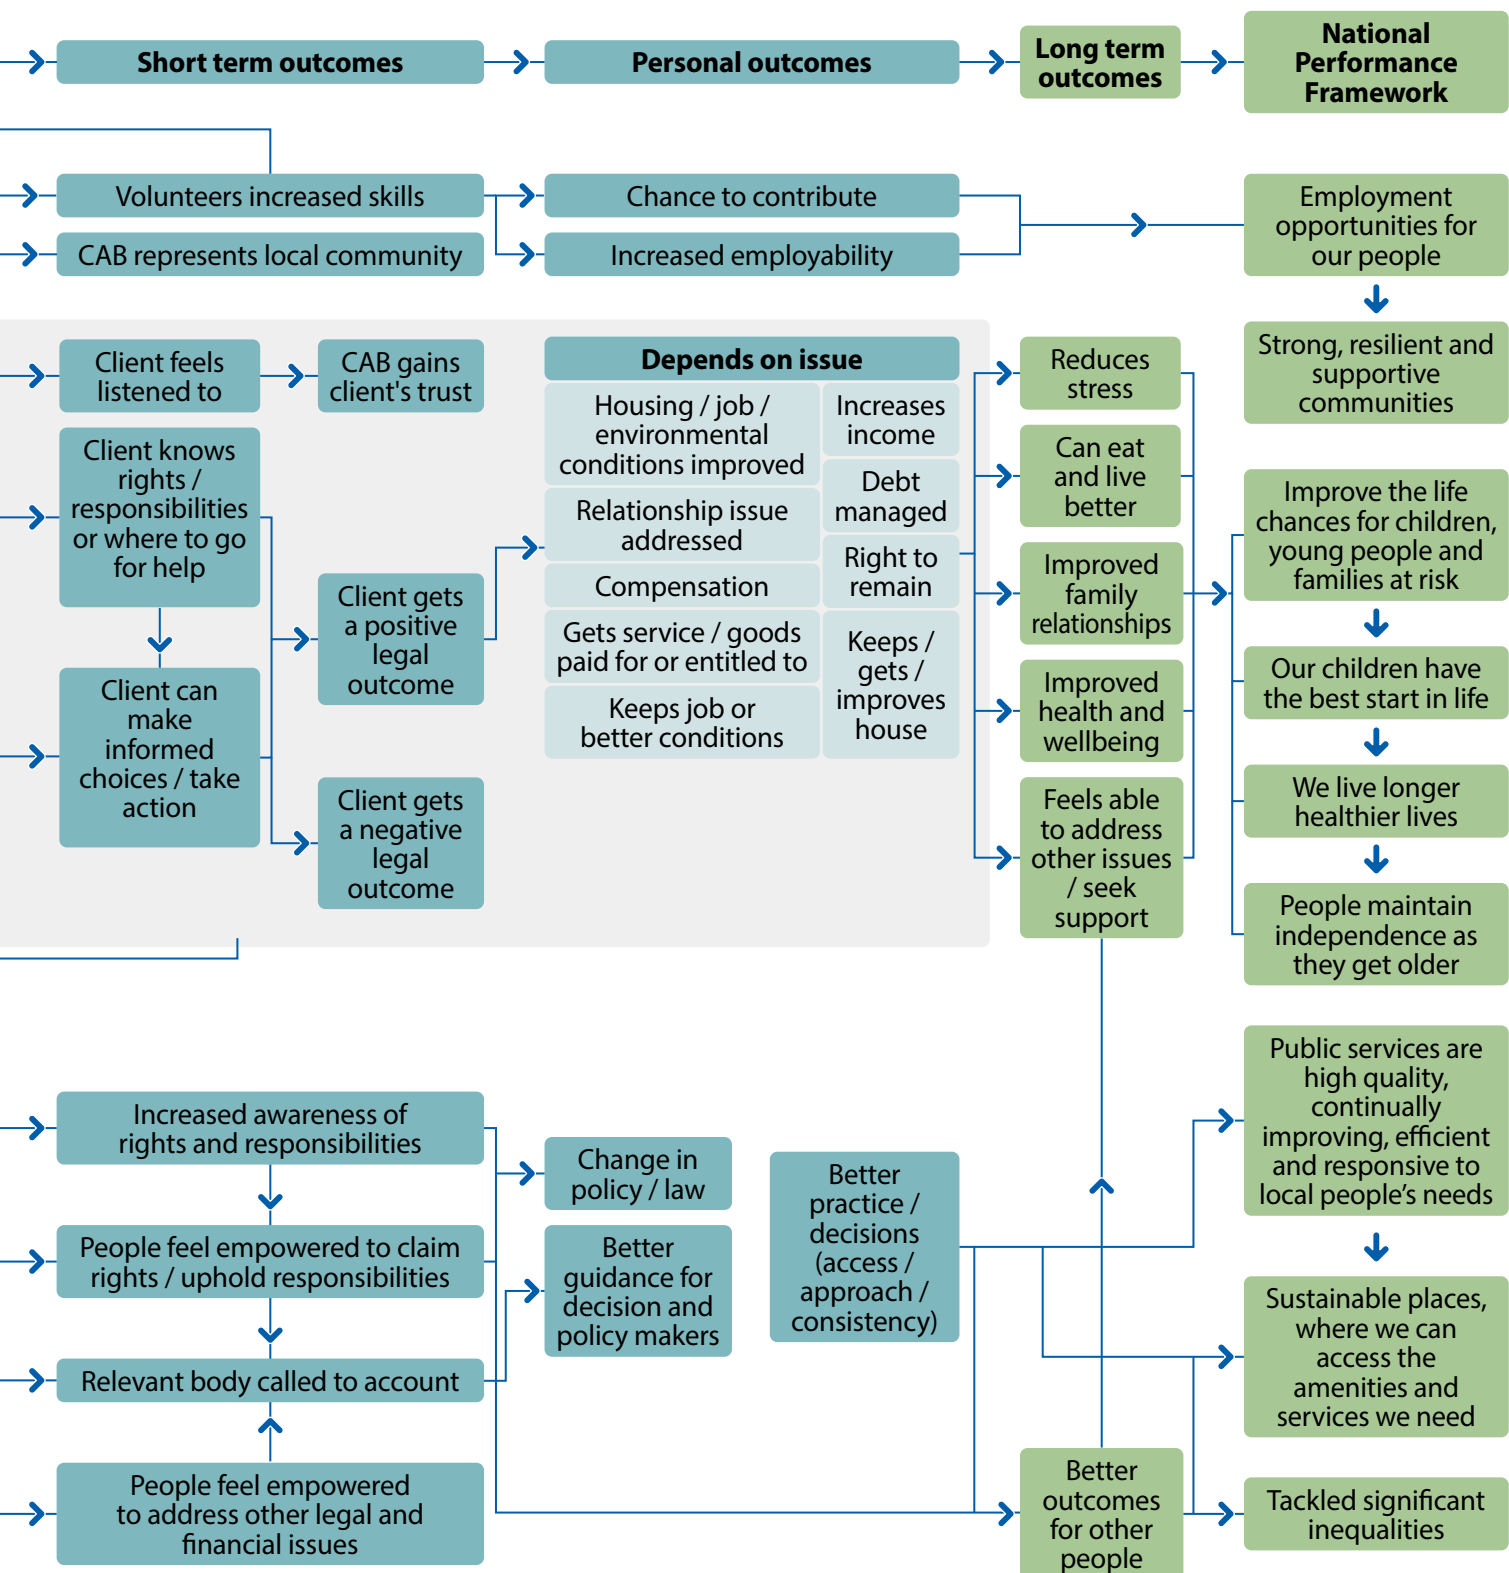 Short term outcomes
Personal outcomes
Long term
outcomes
National
Performance
Framework
Volunteers increased skills
Chance to contribute
Employment
opportunities for
our people
CAB represents local community
Increased employability
Strong, resilient and
supportive
communities
Client feels
listened to
CAB gains
client's trust
Client knows
rights /
responsibilities
or where to go
for help
Client can
make
informed
choices / take
action
Client gets
a positive
legal
outcome
Client gets
a negative
legal
outcome
Depends on issue
Housing / job /
environmental
conditions improved
Relationship issue
addressed
Compensation
Gets service / goods
paid for or entitled to
Keeps job or
better conditions
Increases
income
Debt
managed
Right to
remain
Keeps /
gets /
improves
house
Reduces
stress
Can eat
and live
better
Improved
family
relationships
Improved
health and
wellbeing
Feels able
to address
other issues
/ seek
support
Improve the life
chances for children,
young people and
families at risk
Our children have
the best start in life
We live longer
healthier lives
People maintain
independence as
they get older
Increased awareness of
rights and responsibilities
People feel empowered to claim
rights / uphold responsibilities
Relevant body called to account
People feel empowered
to address other legal and
financial issues
Change in
policy / law
Better
guidance for
decision and
policy makers
Better
practice /
decisions
(access /
approach /
consistency)
Better
outcomes
for other
people
Public services are
high quality,
continually
improving, efficient
and responsive to
local people’s needs
Sustainable places,
where we can
access the
amenities and
services we need
Tackled significant
inequalities